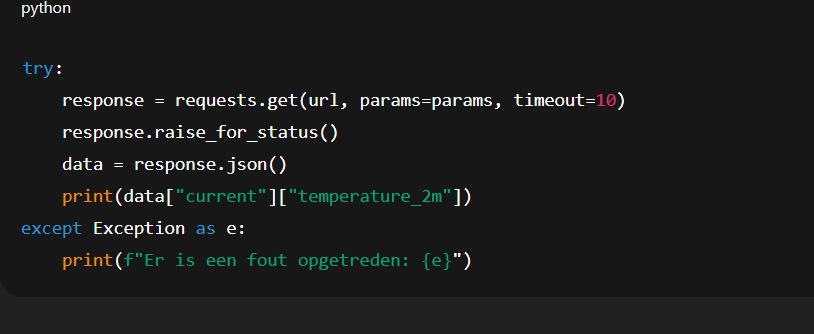 python
try:
    response = requests.get(url, params=params, timeout=10)
    response.raise_for_status()
    data = response.json()
    print(data["current"]["temperature_2m"])
except Exception as e:
    print(f"Er is een fout opgetreden: {e}")